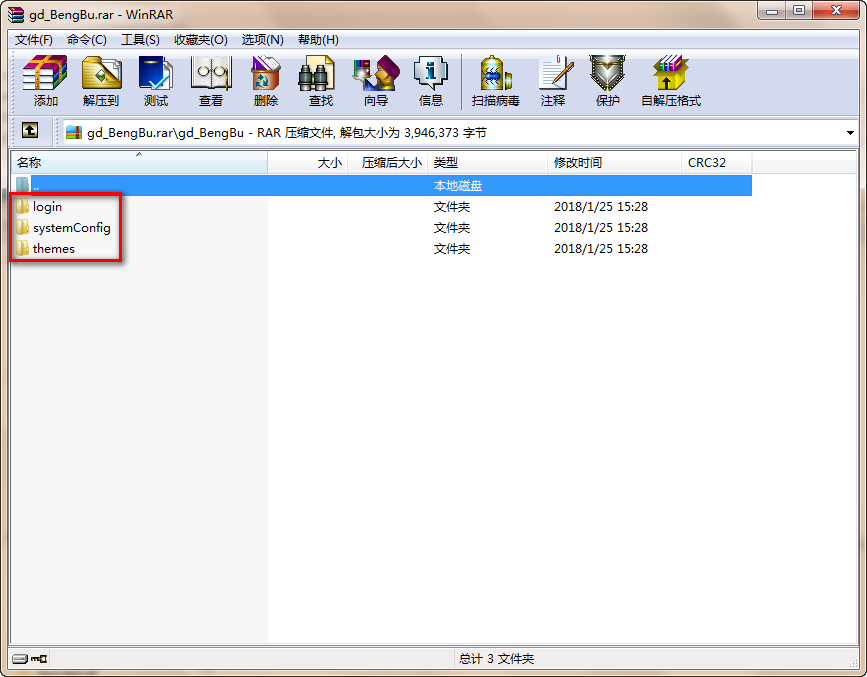 gd_BengBu.rar - WinRAR
文件(F) 命令(C) 工具(S) 收藏夹(O) 选项(N) 帮助(H)
添加 解压到 测试 查看 删除 查找 向导 信息 扫描病毒 注释 保护 自解压格式
gd_BengBu.rar\gd_BengBu - RAR 压缩文件, 解包大小为 3,946,373 字节
名称 大小 压缩后大小 类型 修改时间 CRC32
.. 本地磁盘
login 文件夹 2018/1/25 15:28
systemConfig 文件夹 2018/1/25 15:28
themes 文件夹 2018/1/25 15:28
总计 3 文件夹